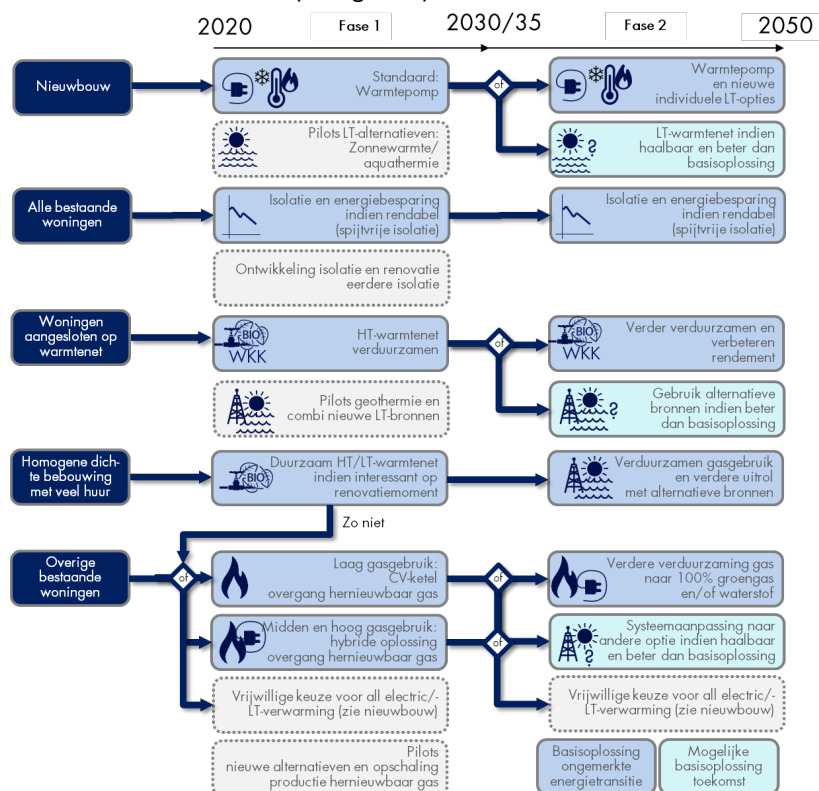 2020
Fase 1
2030/35
Fase 2
2050
Nieuwbouw
Standaard:
Warmtepomp
of
Warmtepomp
en nieuwe
individuele LT-opties
Pilots LT-alternatieven:
Zonnewarmte/
aquathermie
LT-warmtenet indien
haalbaar en beter dan
basisoplossing
Alle bestaande
woningen
Isolatie en energiebesparing
indien rendabel
(spijtvrije isolatie)
Isolatie en energiebesparing
indien rendabel
(spijtvrije isolatie)
Ontwikkeling isolatie en renovatie
eerdere isolatie
Woningen
aangesloten op
warmtenet
BIO
WKK
HT-warmtenet
verduurzamen
of
BIO
WKK
Verder verduurzamen en
verbeteren
rendement
Pilots geothermie en
combi nieuwe LT-bronnen
Gebruik alternatieve
bronnen indien beter
dan basisoplossing
Homogene dich-
te bebouwing
met veel huur
BIO
Duurzaam HT/LT-warmtenet
indien interessant op
renovatiemoment
Verduurzamen gasgebruik
en verdere uitrol
met alternatieve bronnen
Zo niet
Overige
bestaande
woningen
of
Laag gasgebruik:
CV-ketel
overgang hernieuwbaar gas
of
Verdere verduurzaming gas
naar 100% groengas
en/of waterstof
Midden en hoog gasgebruik:
hybride oplossing
overgang hernieuwbaar gas
of
Systeemaanpassing naar
andere optie indien haalbaar
en beter dan basisoplossing
Vrijwillige keuze voor all electric/-
LT-verwarming (zie nieuwbouw)
Vrijwillige keuze voor all electric/-
LT-verwarming (zie nieuwbouw)
Pilots
nieuwe alternatieven en opschaling
productie hernieuwbaar gas
Basisoplossing
ongemerkte
energietransitie
Mogelijke
basisoplossing
toekomst